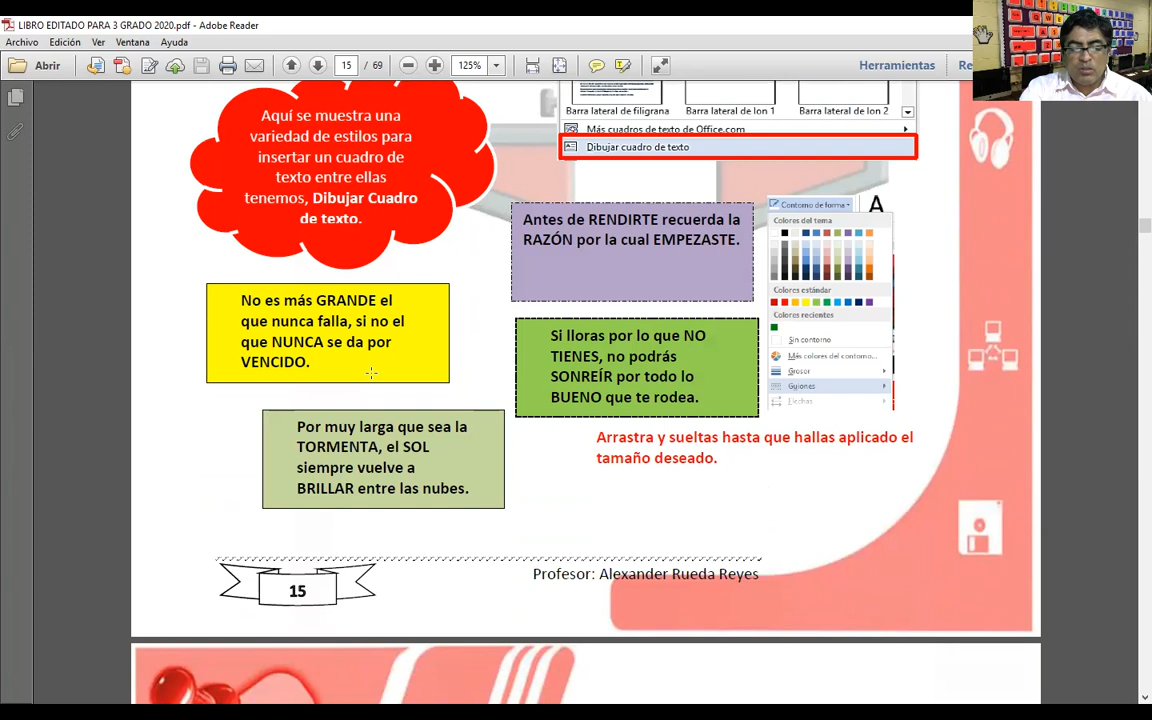 LIBRO EDITADO PARA 3 GRADO 2020.pdf - Adobe Reader
Archivo Edición Ver Ventana Ayuda
Abrir 15 / 69 125% Herramientas Re
Aquí se muestra una
variedad de estilos para
insertar un cuadro de
texto entre ellas
tenemos, Dibujar Cuadro
de texto.
Barra lateral de filigrana Barra lateral de Ion 1 Barra lateral de Ion 2
Más cuadros de texto de Office.com
Dibujar cuadro de texto
Antes de RENDIRTE recuerda la
RAZÓN por la cual EMPEZASTE.
Contorno de forma
A
Colores del tema
Colores estándar
Colores recientes
Sin contorno
Más colores del contorno...
Grosor
Guiones
Flechas
No es más GRANDE el
que nunca falla, si no el
que NUNCA se da por
VENCIDO.
Si lloras por lo que NO
TIENES, no podrás
SONREÍR por todo lo
BUENO que te rodea.
Por muy larga que sea la
TORMENTA, el SOL
siempre vuelve a
BRILLAR entre las nubes.
Arrastra y sueltas hasta que hallas aplicado el
tamaño deseado.
Profesor: Alexander Rueda Reyes
15